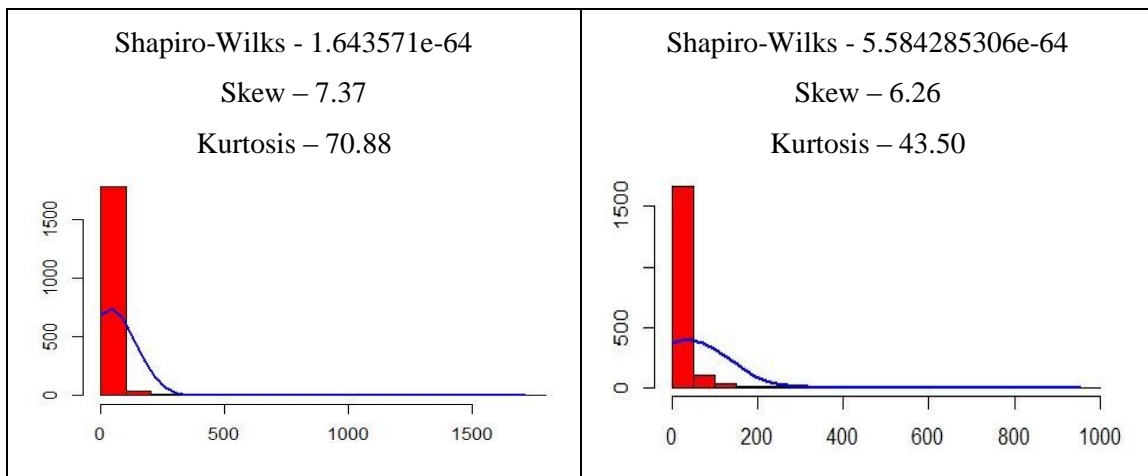 Shapiro-Wilks - 1.643571e-64
Skew – 7.37
Kurtosis – 70.88
1500
1000
500
0
0 500 1000 1500
Shapiro-Wilks - 5.584285306e-64
Skew – 6.26
Kurtosis – 43.50
1500
500
0
0 200 400 600 800 1000